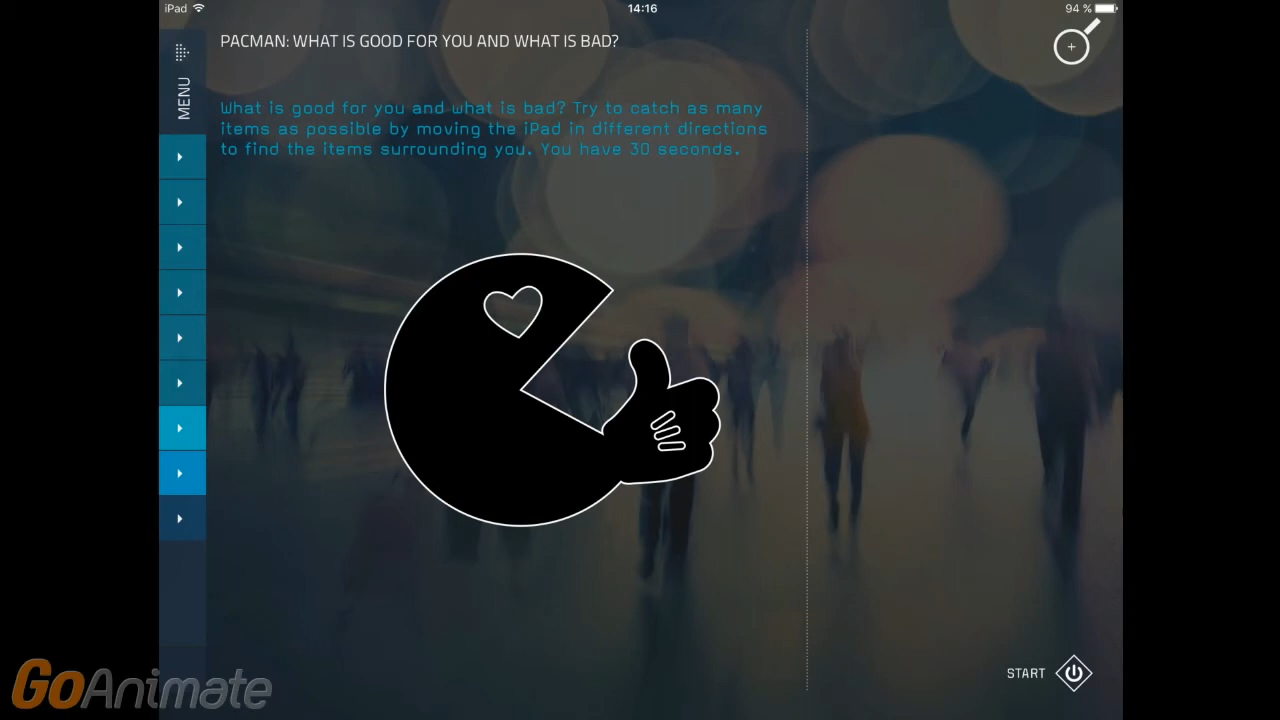 iPad
14:16
94 %
PACMAN: WHAT IS GOOD FOR YOU AND WHAT IS BAD?
MENU
What is good for you and what is bad? Try to catch as many
items as possible by moving the iPad in different directions
to find the items surrounding you. You have 30 seconds.
START
GoAnimate